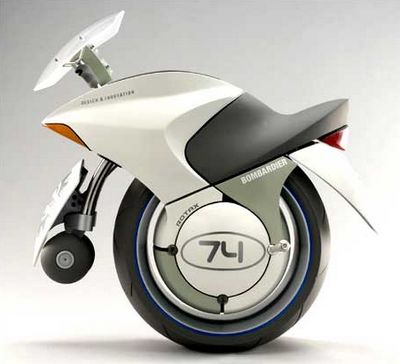 DESIGN & INNOVATION
BOMBARDIER
ROTAX
74